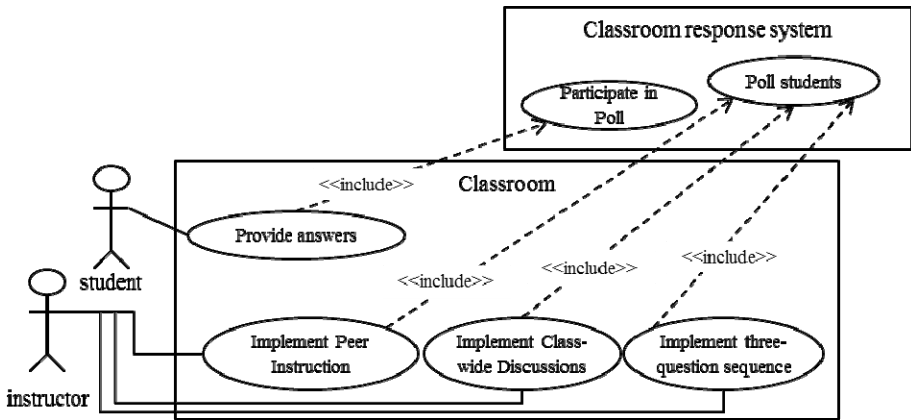 Classroom response system
Participate in
Poll
Poll students
<<include>>
Classroom
Provide answers
student
<<include>>
<<include>>
<<include>>
Implement Peer
Instruction
Implement Class-
wide Discussions
Implement three-
question sequence
instructor